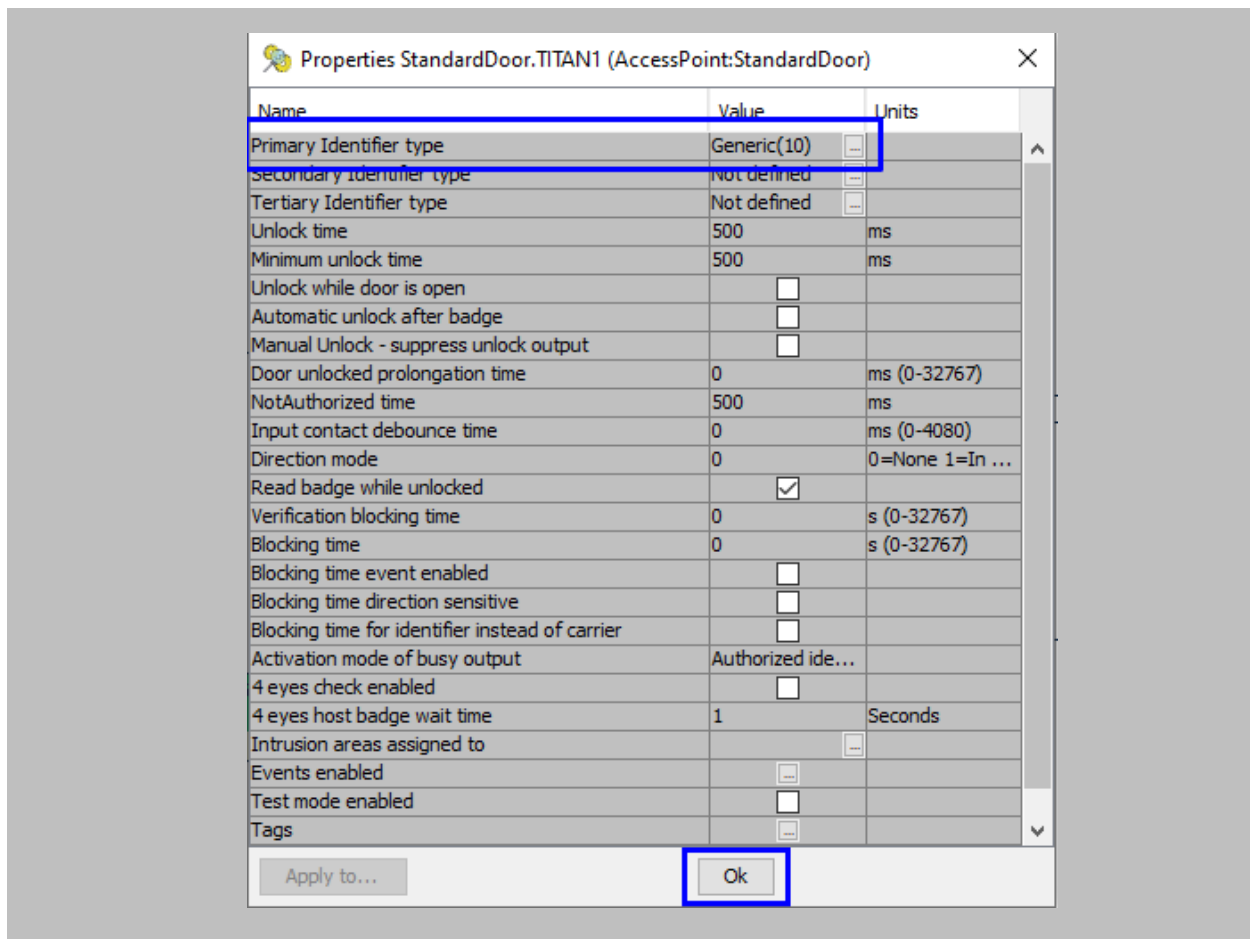 Properties StandardDoor.TITAN1 (AccessPoint:StandardDoor)
Name Value Units
Primary Identifier type Generic(10) ...
Secondary Identifier type Not defined ...
Tertiary Identifier type Not defined ...
Unlock time 500 ms
Minimum unlock time 500 ms
Unlock while door is open
Automatic unlock after badge
Manual Unlock - suppress unlock output
Door unlocked prolongation time 0 ms (0-32767)
NotAuthorized time 500 ms
Input contact debounce time 0 ms (0-4080)
Direction mode 0 0=None 1=In ...
Read badge while unlocked
Verification blocking time 0 s (0-32767)
Blocking time 0 s (0-32767)
Blocking time event enabled
Blocking time direction sensitive
Blocking time for identifier instead of carrier
Activation mode of busy output Authorized ide...
4 eyes check enabled
4 eyes host badge wait time 1 Seconds
Intrusion areas assigned to ...
Events enabled ...
Test mode enabled
Tags ...
Apply to... Ok